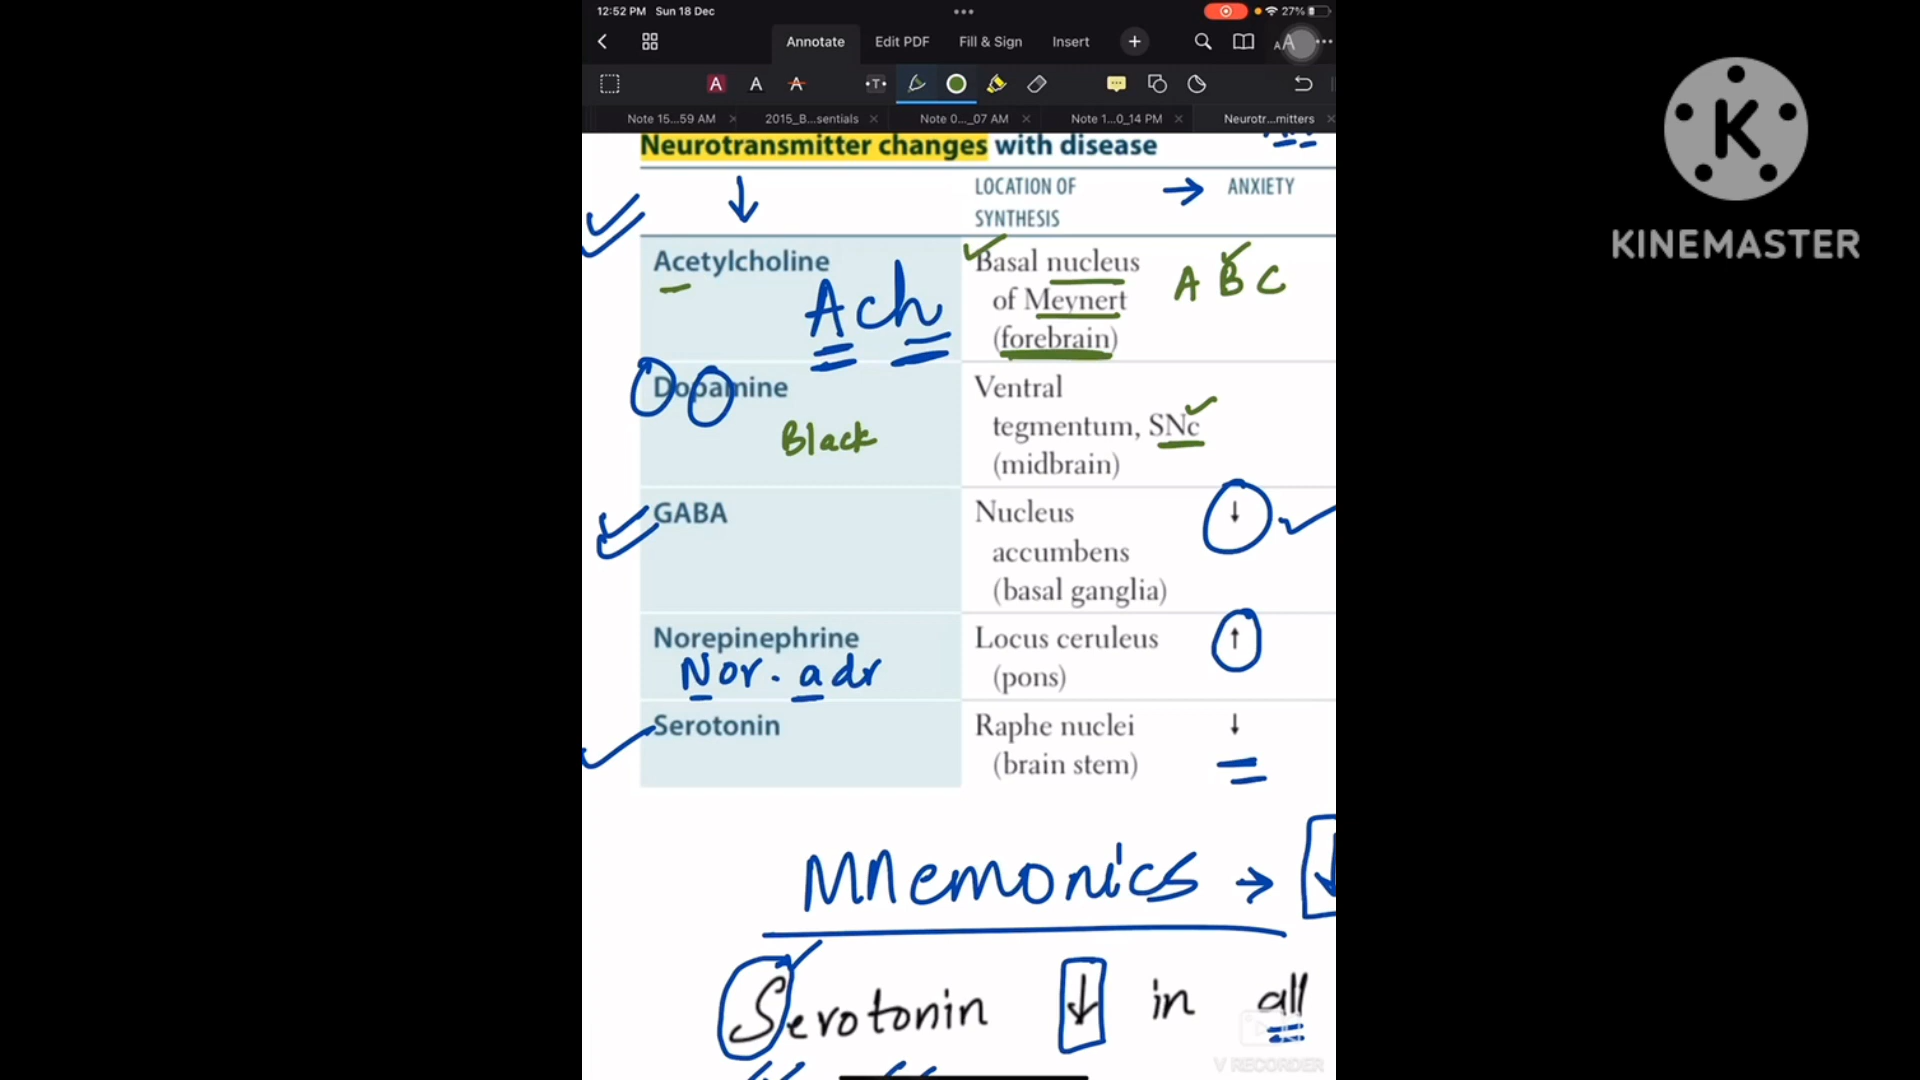 12:52 PM Sun 18 Dec
27%
Annotate Edit PDF Fill & Sign Insert
Note 15...59 AM 2015_B...sentials Note 0..._07 AM Note 1...0_14 PM Neurotr...mitters
Neurotransmitter changes with disease
LOCATION OF SYNTHESIS ANXIETY
Acetylcholine
Ach
Basal nucleus
of Meynert
(forebrain)
A B C
Dopamine
Black
Ventral
tegmentum, SNc
(midbrain)
GABA
Nucleus
accumbens
(basal ganglia)
↓
Norepinephrine
Nor. adr
Locus ceruleus
(pons)
↑
Serotonin
Raphe nuclei
(brain stem)
↓
Mnemonics → ↓
Serotonin ↓ in all
V RECORDER
K
KINEMASTER